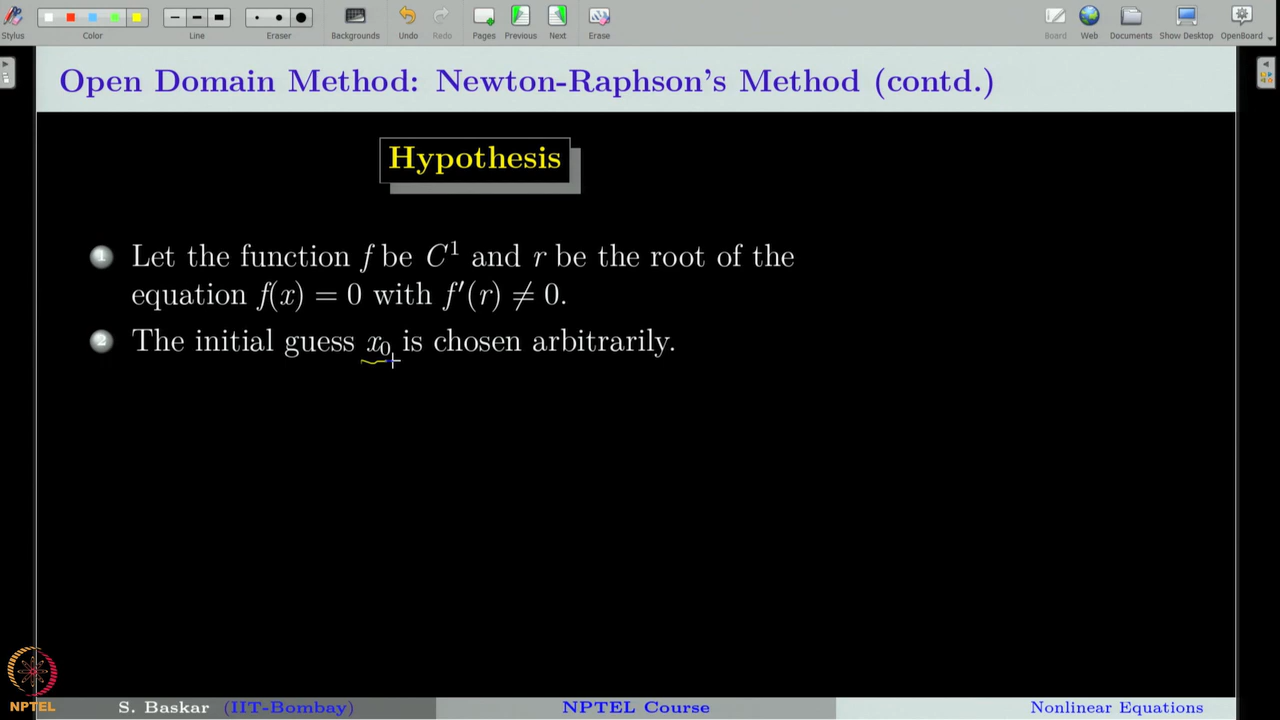 Stylus Color Line Eraser Backgrounds Undo Redo Pages Previous Next Erase Board Web Documents Show Desktop OpenBoard
Open Domain Method: Newton-Raphson's Method (contd.)
Hypothesis
1 Let the function f be C¹ and r be the root of the
equation f(x) = 0 with f′(r) ≠ 0.
2 The initial guess x₀ is chosen arbitrarily.
NPTEL
S. Baskar (IIT-Bombay) NPTEL Course Nonlinear Equations